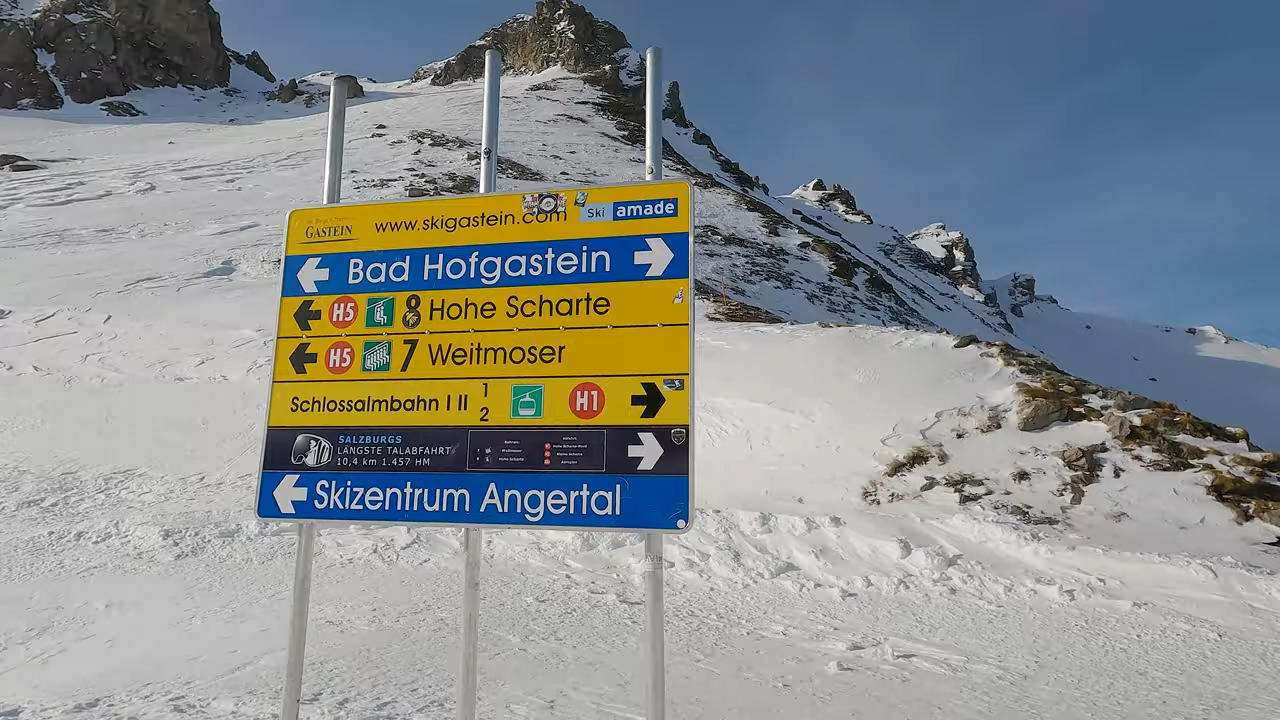 GASTEIN
www.skigastein.com
Ski amade
Bad Hofgastein
H5 8 Hohe Scharte
H5 7 Weitmoser
Schlossalmbahn I II 1 2 H1
SALZBURGS
LÄNGSTE TALABFAHRT
10,4 km 1.457 HM
Skizentrum Angertal